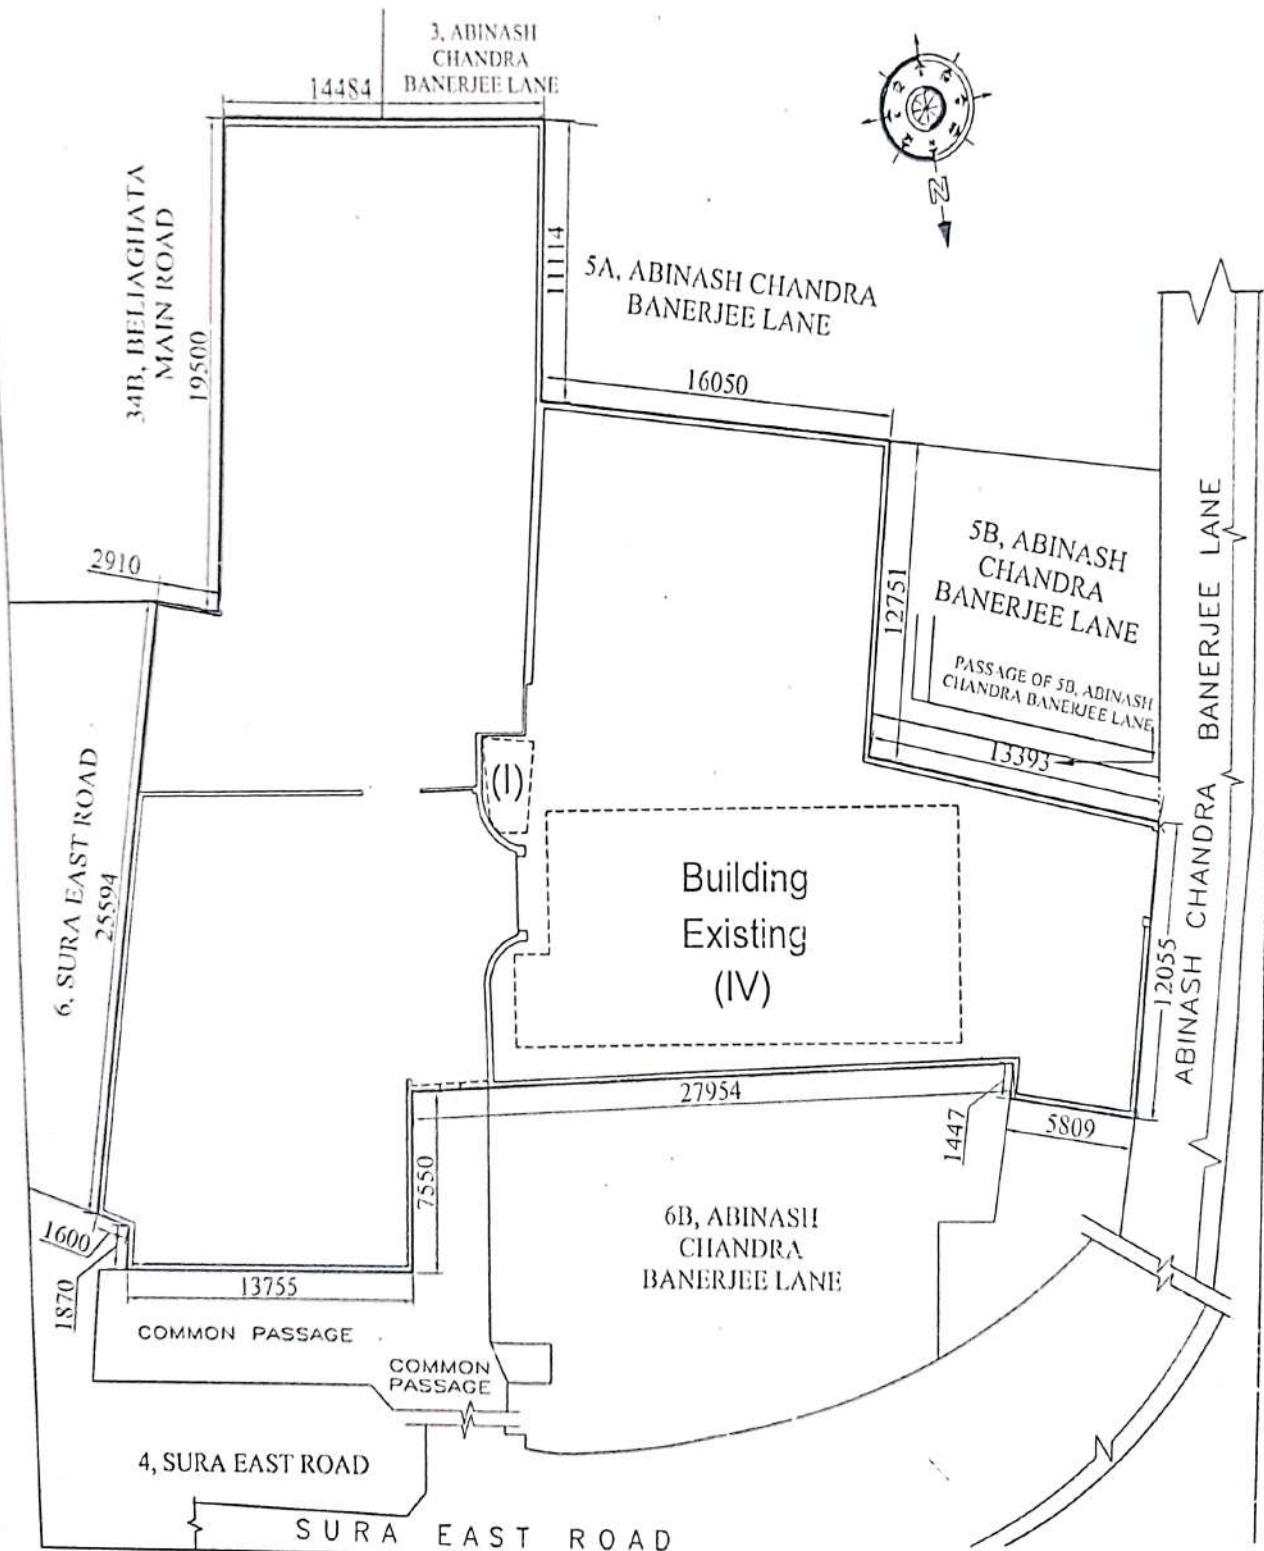 3, ABINASH
CHANDRA
BANERJEE LANE
14484
34B, BELIAGHATA
MAIN ROAD
19500
11114
N
5A, ABINASH CHANDRA
BANERJEE LANE
16050
2910
12751
5B, ABINASH
CHANDRA
BANERJEE LANE
PASSAGE OF 5B, ABINASH
CHANDRA BANERJEE LANE
13393
ABINASH CHANDRA BANERJEE LANE
6, SURA EAST ROAD
25594
(I)
Building
Existing
(IV)
12055
27954
1447
5809
7550
1600
1870
13755
6B, ABINASH
CHANDRA
BANERJEE LANE
COMMON PASSAGE
COMMON
PASSAGE
4, SURA EAST ROAD
SURA EAST ROAD